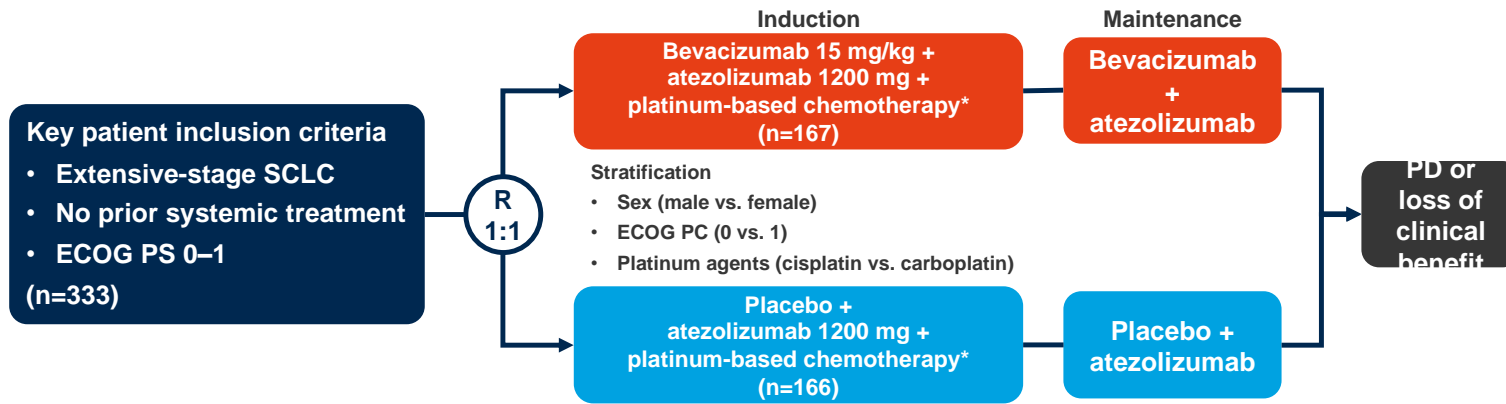 Induction
Maintenance
Key patient inclusion criteria
• Extensive-stage SCLC
• No prior systemic treatment
• ECOG PS 0–1
(n=333)
R
1:1
Bevacizumab 15 mg/kg +
atezolizumab 1200 mg +
platinum-based chemotherapy*
(n=167)
Bevacizumab
+
atezolizumab
Stratification
• Sex (male vs. female)
• ECOG PC (0 vs. 1)
• Platinum agents (cisplatin vs. carboplatin)
Placebo +
atezolizumab 1200 mg +
platinum-based chemotherapy*
(n=166)
Placebo +
atezolizumab
PD or
loss of
clinical
benefit